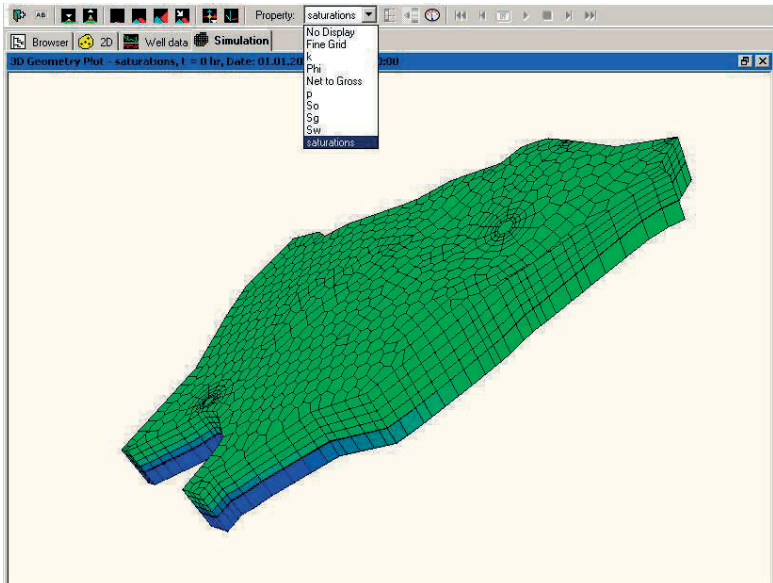 AB
Property: saturations
Browser 2D Well data Simulation
No Display
Fine Grid
k
Phi
Net to Gross
p
So
Sg
Sw
saturations
3D Geometry Plot - saturations, t = 0 hr, Date: 01.01.20 0:00